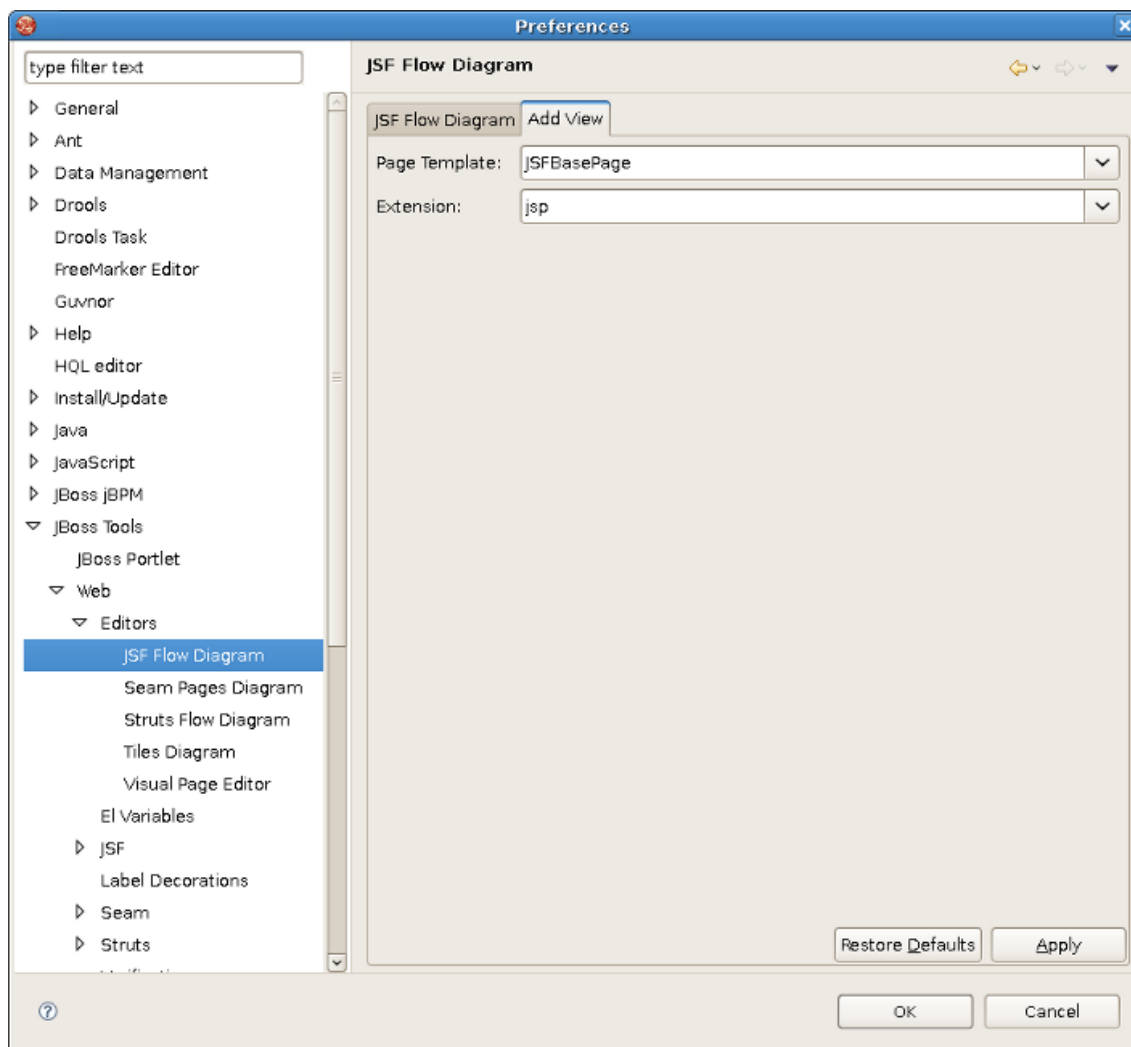 Preferences
type filter text
General
Ant
Data Management
Drools
Drools Task
FreeMarker Editor
Guvnor
Help
HQL editor
Install/Update
Java
JavaScript
JBoss jBPM
JBoss Tools
JBoss Portlet
Web
Editors
JSF Flow Diagram
Seam Pages Diagram
Struts Flow Diagram
Tiles Diagram
Visual Page Editor
El Variables
JSF
Label Decorations
Seam
Struts
JSF Flow Diagram
JSF Flow Diagram Add View
Page Template: JSFBasePage
Extension: jsp
Restore Defaults Apply
OK Cancel